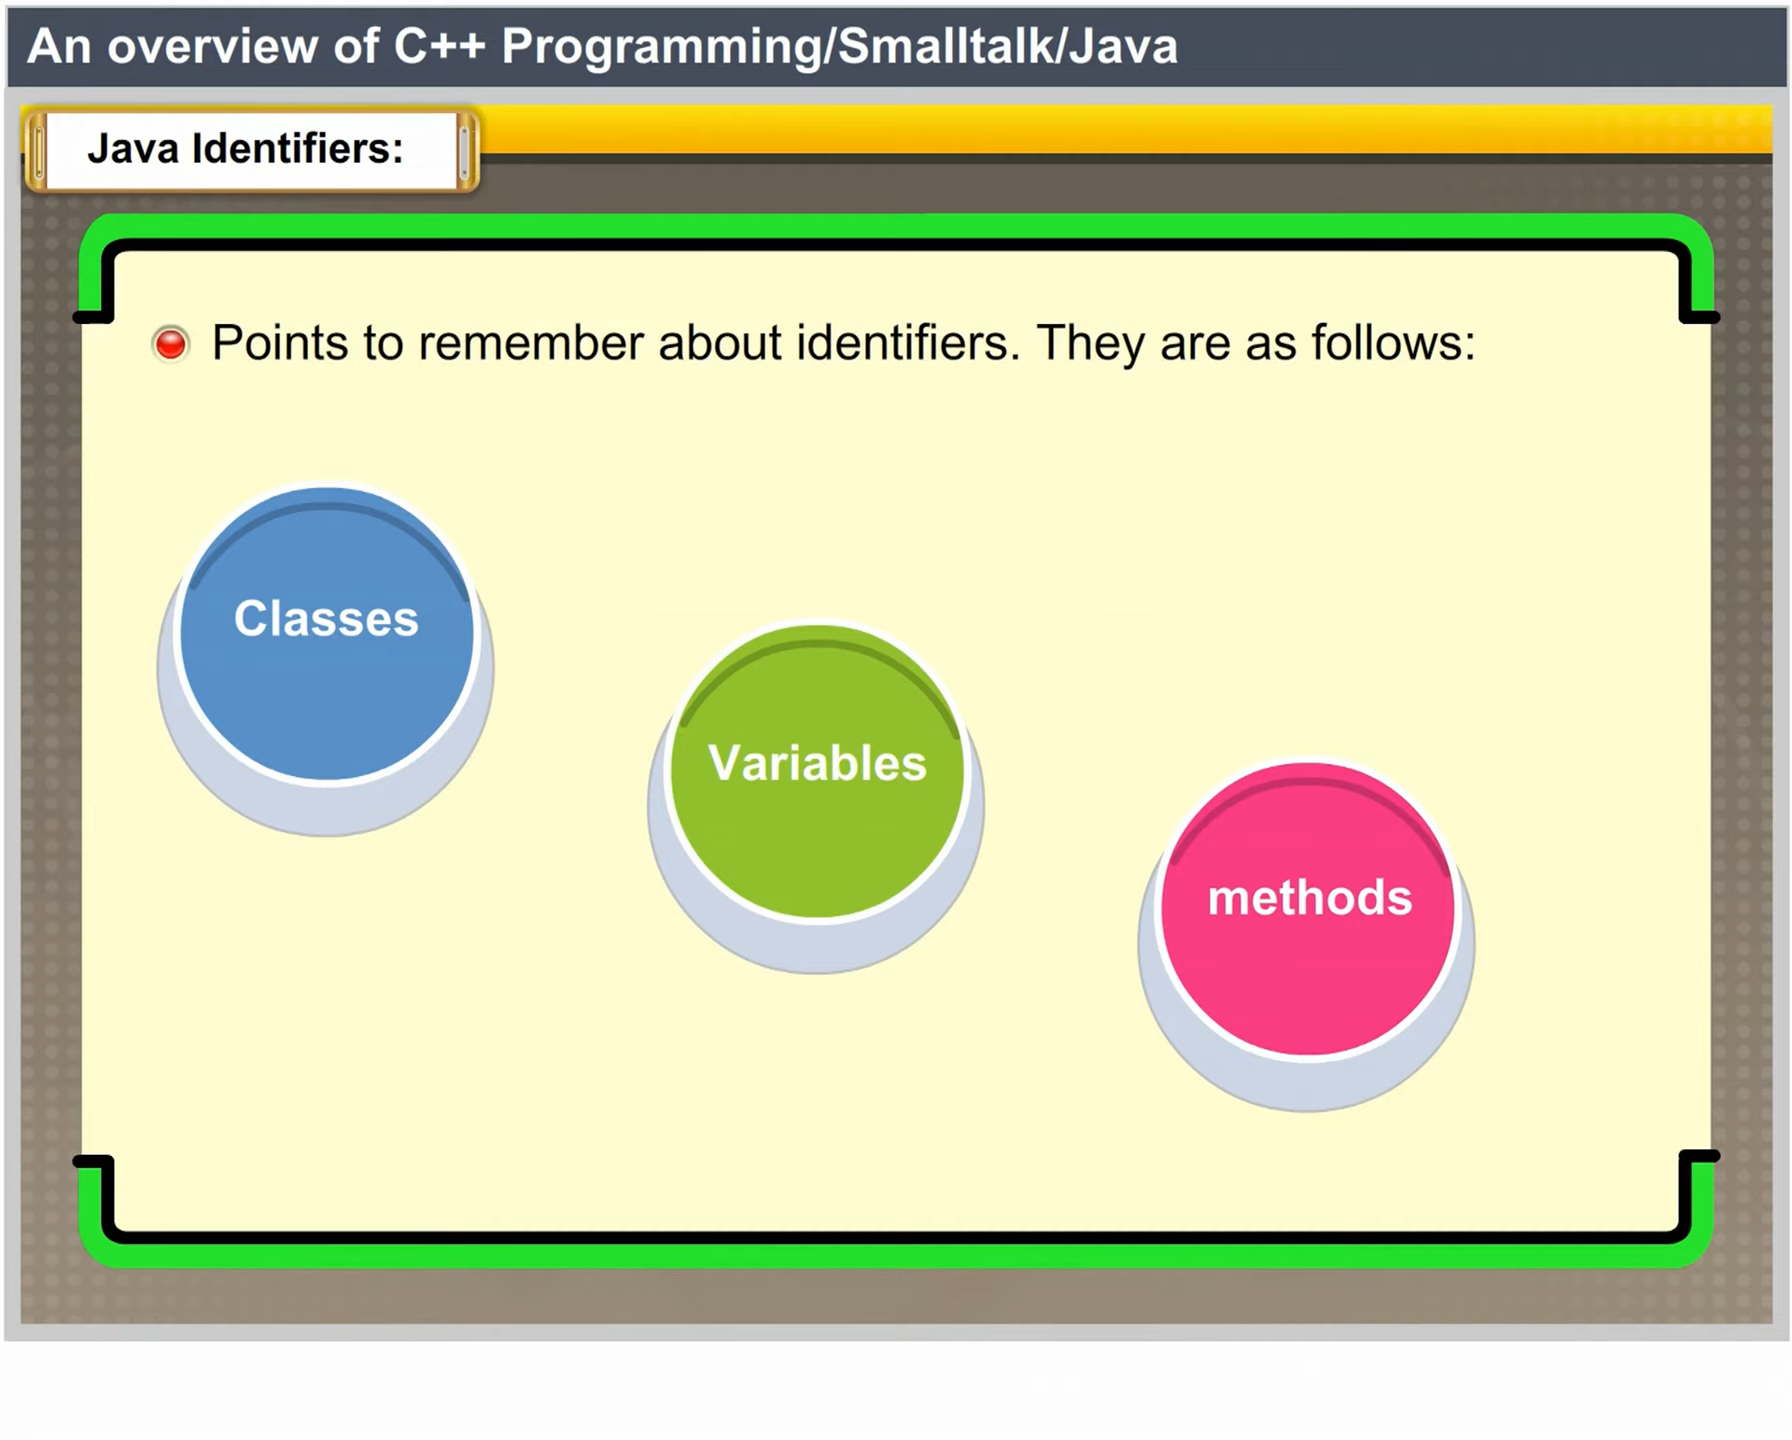 An overview of C++ Programming/Smalltalk/Java
Java Identifiers:
Points to remember about identifiers. They are as follows:
Classes
Variables
methods